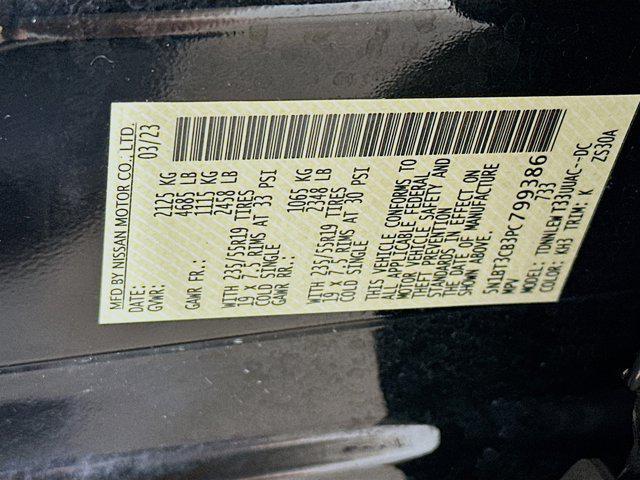 MFD BY NISSAN MOTOR CO., LTD.
DATE: 03/23
GVWR: 2125 KG
4685 LB
GAWR FR.: 1115 KG
2458 LB
WITH 235/55R19 TIRES
19 X 7.5 RIMS AT 33 PSI
COLD SINGLE
GAWR RR.: 1065 KG
2348 LB
WITH 235/55R19 TIRES
19 X 7.5 RIMS AT 30 PSI
COLD SINGLE
THIS VEHICLE CONFORMS TO
ALL APPLICABLE FEDERAL
MOTOR VEHICLE SAFETY AND
THEFT PREVENTION
STANDARDS IN EFFECT ON
THE DATE OF MANUFACTURE
SHOWN ABOVE.
5N1BT3CB3PC799386
MPV 733
MODEL: TDNNLEW T33UUAC--DC
COLOR: KH3 TRIM: K
ZS30A